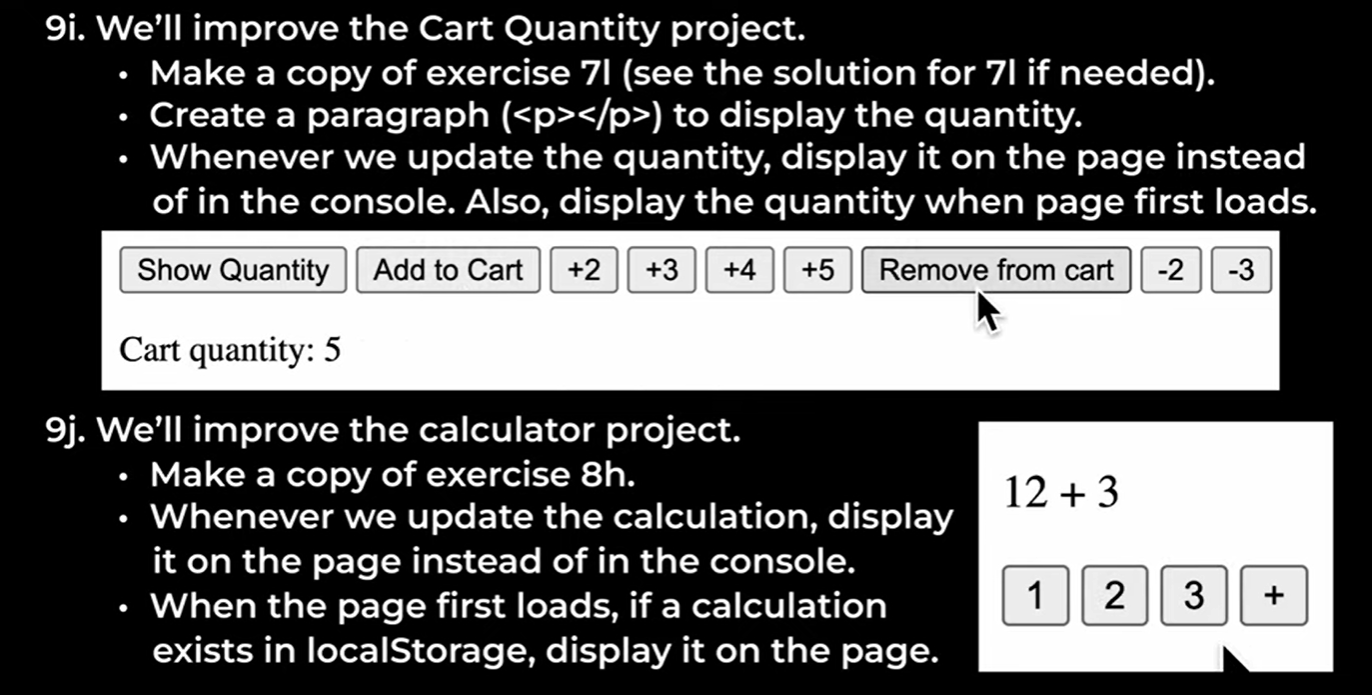 9i. We'll improve the Cart Quantity project.
• Make a copy of exercise 7l (see the solution for 7l if needed).
• Create a paragraph (<p></p>) to display the quantity.
• Whenever we update the quantity, display it on the page instead
of in the console. Also, display the quantity when page first loads.
Show Quantity Add to Cart +2 +3 +4 +5 Remove from cart -2 -3
Cart quantity: 5
9j. We'll improve the calculator project.
• Make a copy of exercise 8h.
• Whenever we update the calculation, display
it on the page instead of in the console.
• When the page first loads, if a calculation
exists in localStorage, display it on the page.
12 + 3
1 2 3 +